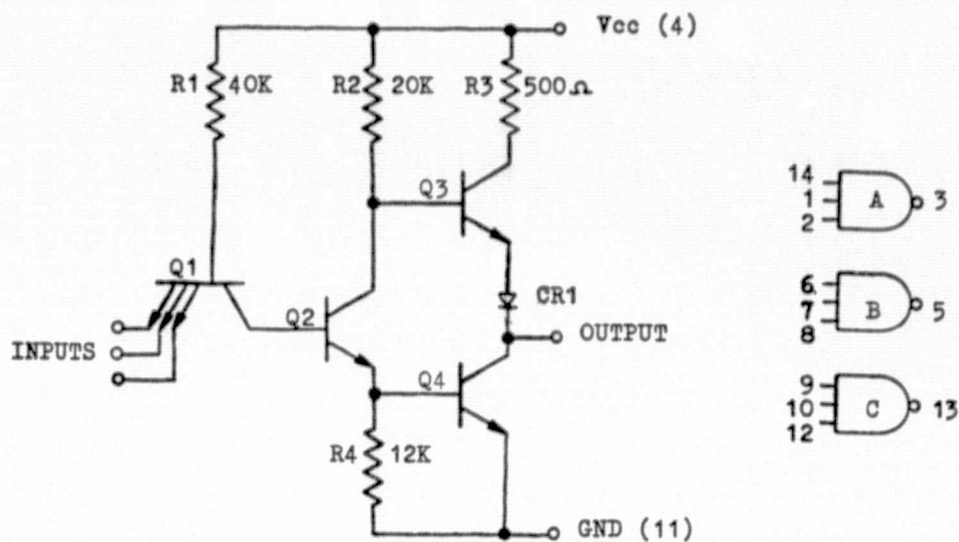 Vcc (4)
R1 40K
R2 20K
R3 500Ω
Q3
Q1
CR1
Q2
INPUTS
OUTPUT
Q4
R4 12K
GND (11)
14
1
2
A
3
6
7
8
B
5
9
10
12
C
13